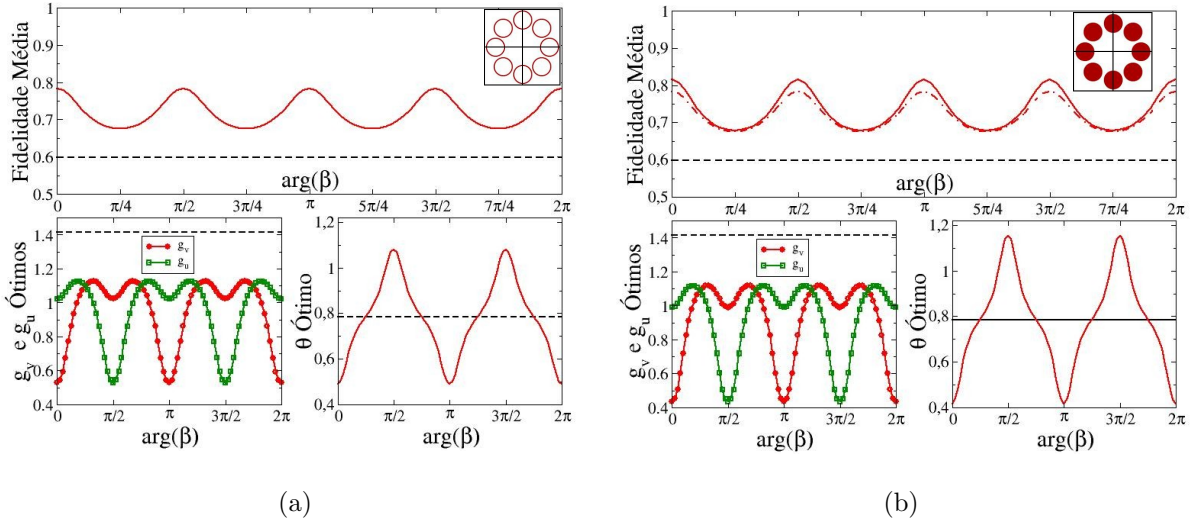 Fidelidade Média
1
0.9
0.8
0.7
0.6
0.5
arg(β)
π/4 π/2 3π/4 π 5π/4 3π/2 7π/4 2π
g_v e g_u Ótimos
1.4
1.2
1
0.8
0.6
0.4
g_v
g_u
0 π/2 π 3π/2 2π
arg(β)
θ Ótimo
1,2
1
0,8
0,6
0,4
0 π/2 π 3π/2 2π
arg(β)
(a)
Fidelidade Média
1
0.9
0.8
0.7
0,6
0,5
arg(β)
π/4 π/2 3π/4 π 5π/4 3π/2 7π/4 2π
g_v e g_u Ótimos
1.4
1.2
1
0.8
0.6
0.4
g_v
g_u
0 π/2 π 3π/2 2π
arg(β)
θ Ótimo
1,2
1
0,8
0,6
0,4
0 π/2 π 3π/2 2π
arg(β)
(b)